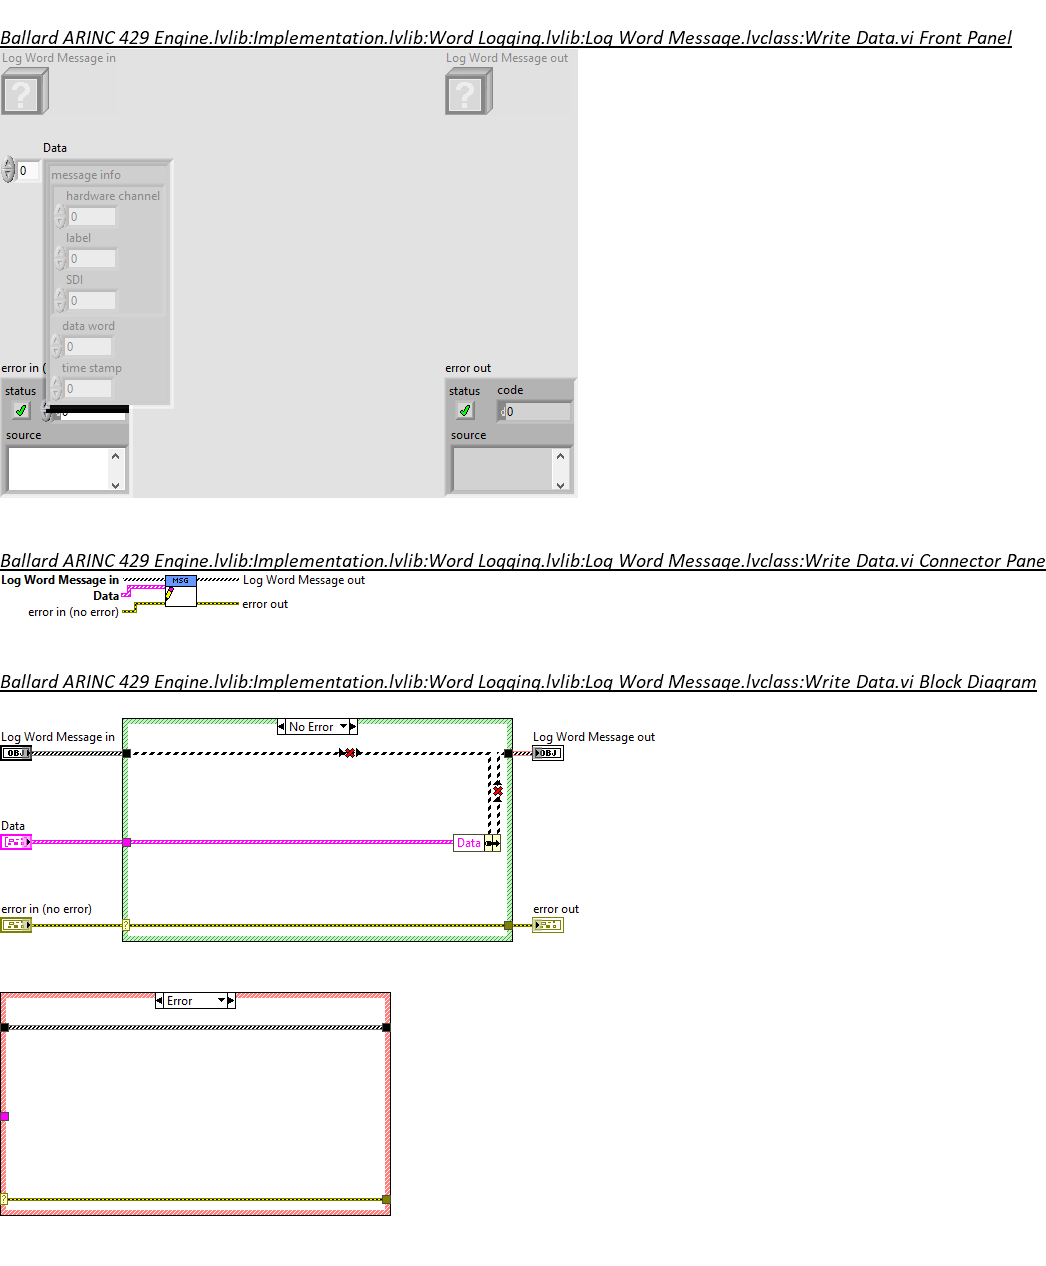 Ballard ARINC 429 Engine.lvlib:Implementation.lvlib:Word Logging.lvlib:Log Word Message.lvclass:Write Data.vi Front Panel
Log Word Message in
Log Word Message out
?
?
Data
0
message info
hardware channel
0
label
0
SDI
0
data word
0
error in (
time stamp
0
error out
status
status
code
d 0
source
source
Ballard ARINC 429 Engine.lvlib:Implementation.lvlib:Word Logging.lvlib:Log Word Message.lvclass:Write Data.vi Connector Pane
Log Word Message in
MSG
Log Word Message out
Data
error in (no error)
error out
Ballard ARINC 429 Engine.lvlib:Implementation.lvlib:Word Logging.lvlib:Log Word Message.lvclass:Write Data.vi Block Diagram
No Error
Log Word Message in
Log Word Message out
OBJ
OBJ
Data
Data
error in (no error)
error out
?
Error
?